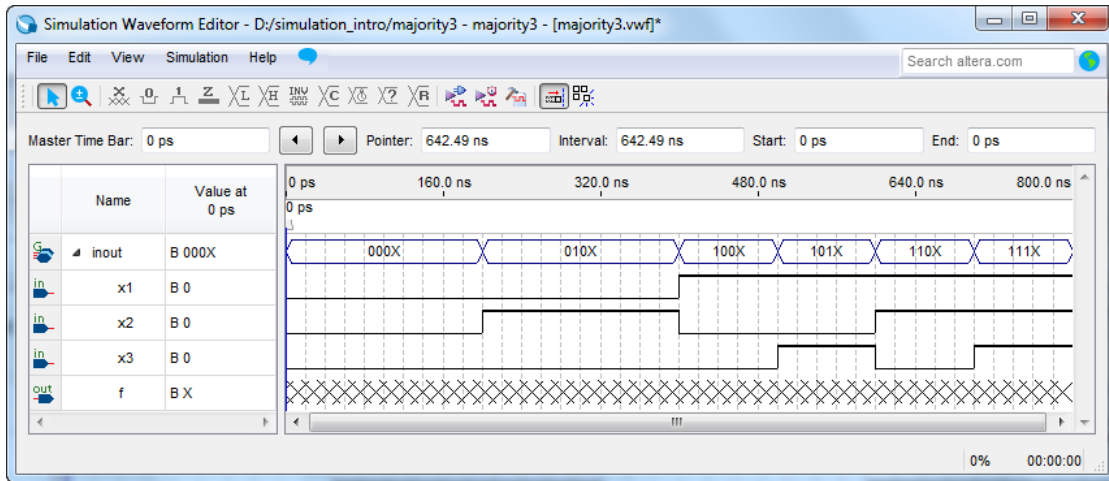 Simulation Waveform Editor - D:/simulation_intro/majority3 - majority3 - [majority3.vwf]*
File Edit View Simulation Help Search altera.com
Master Time Bar: 0 ps Pointer: 642.49 ns Interval: 642.49 ns Start: 0 ps End: 0 ps
Name Value at 0 ps
0 ps 160.0 ns 320.0 ns 480.0 ns 640.0 ns 800.0 ns
0 ps
inout B 000X 000X 010X 100X 101X 110X 111X
in x1 B 0
in x2 B 0
in x3 B 0
out f B X
0% 00:00:00